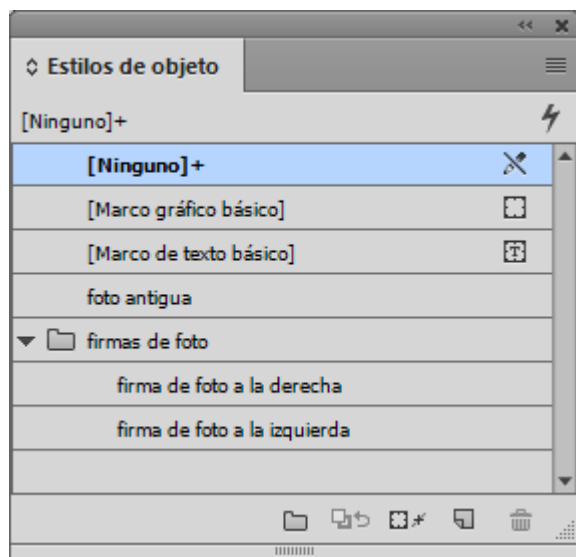 Estilos de objeto
[Ninguno]+
[Ninguno]+
[Marco gráfico básico]
[Marco de texto básico]
foto antigua
firmas de foto
firma de foto a la derecha
firma de foto a la izquierda